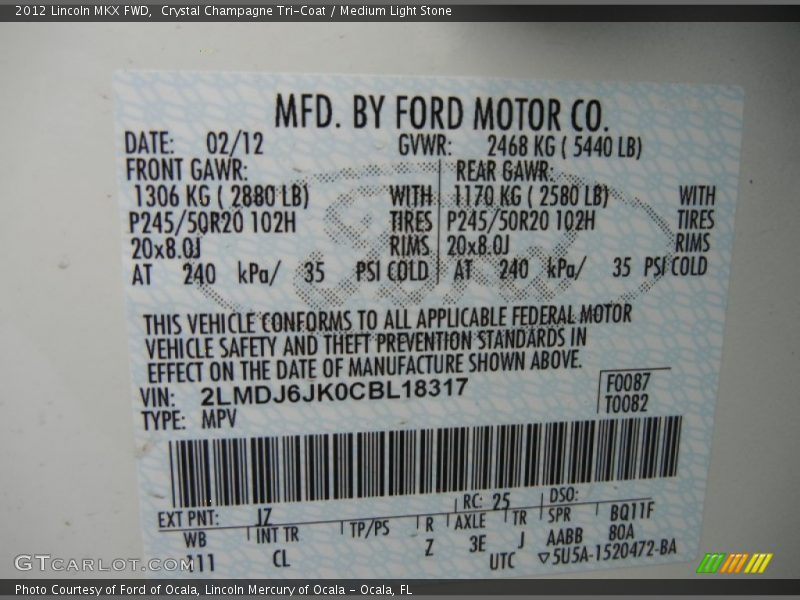 2012 Lincoln MKX FWD,  Crystal Champagne Tri-Coat / Medium Light Stone
MFD. BY FORD MOTOR CO.
DATE: 02/12 GVWR: 2468 KG ( 5440 LB)
FRONT GAWR: REAR GAWR:
1306 KG ( 2880 LB) WITH 1170 KG ( 2580 LB) WITH
P245/50R20 102H TIRES P245/50R20 102H TIRES
20x8.0J RIMS 20x8.0J RIMS
AT 240 kPa/ 35 PSI COLD AT 240 kPa/ 35 PSI COLD
THIS VEHICLE CONFORMS TO ALL APPLICABLE FEDERAL MOTOR
VEHICLE SAFETY AND THEFT PREVENTION STANDARDS IN
EFFECT ON THE DATE OF MANUFACTURE SHOWN ABOVE.
VIN: 2LMDJ6JK0CBL18317 F0087
TYPE: MPV T0082
EXT PNT: JZ RC: 25 DSO:
WB INT TR TP/PS R AXLE TR SPR BQ11F
111 CL Z 3E J AABB 80A
UTC ▽5U5A-1520472-BA
GTCARLOT.COM
Photo Courtesy of Ford of Ocala, Lincoln Mercury of Ocala - Ocala, FL